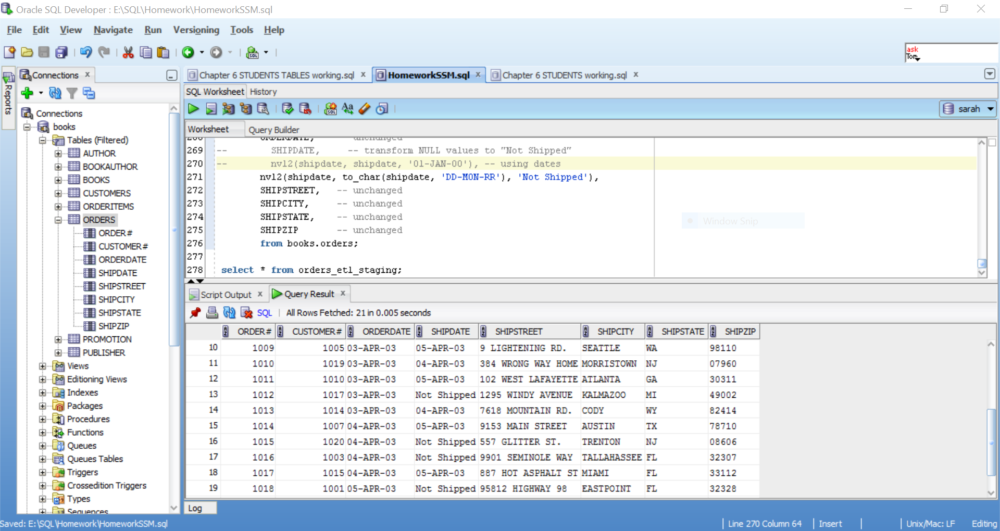 Oracle SQL Developer : E:\SQL\Homework\HomeworkSSM.sql
File Edit View Navigate Run Versioning Tools Help
ask
Tom
Reports
Connections
Chapter 6 STUDENTS TABLES working.sql
HomeworkSSM.sql
Chapter 6 STUDENTS working.sql
SQL Worksheet History
sarah
Worksheet Query Builder
Connections
books
Tables (Filtered)
AUTHOR
BOOKAUTHOR
BOOKS
CUSTOMERS
ORDERITEMS
ORDERS
ORDER#
CUSTOMER#
ORDERDATE
SHIPDATE
SHIPSTREET
SHIPCITY
SHIPSTATE
SHIPZIP
PROMOTION
PUBLISHER
Views
Editioning Views
Indexes
Packages
Procedures
Functions
Queues
Queues Tables
Triggers
Crossedition Triggers
Types
Sequences
268 ORDERDATE, unchanged
269 -- SHIPDATE, -- transform NULL values to "Not Shipped"
270 -- nvl2(shipdate, shipdate, '01-JAN-00'), -- using dates
271 nvl2(shipdate, to_char(shipdate, 'DD-MON-RR'), 'Not Shipped'),
272 SHIPSTREET, -- unchanged
273 SHIPCITY, -- unchanged
274 SHIPSTATE, -- unchanged
275 SHIPZIP -- unchanged
276 from books.orders;
277
278 select * from orders_etl_staging;
Window Snip
Script Output Query Result
SQL All Rows Fetched: 21 in 0.005 seconds
ORDER# CUSTOMER# ORDERDATE SHIPDATE SHIPSTREET SHIPCITY SHIPSTATE SHIPZIP
10 1009 1005 03-APR-03 05-APR-03 9 LIGHTENING RD. SEATTLE WA 98110
11 1010 1019 03-APR-03 04-APR-03 384 WRONG WAY HOME MORRISTOWN NJ 07960
12 1011 1010 03-APR-03 05-APR-03 102 WEST LAFAYETTE ATLANTA GA 30311
13 1012 1017 03-APR-03 Not Shipped 1295 WINDY AVENUE KALMAZOO MI 49002
14 1013 1014 03-APR-03 04-APR-03 7618 MOUNTAIN RD. CODY WY 82414
15 1014 1007 04-APR-03 05-APR-03 9153 MAIN STREET AUSTIN TX 78710
16 1015 1020 04-APR-03 Not Shipped 557 GLITTER ST. TRENTON NJ 08606
17 1016 1003 04-APR-03 Not Shipped 9901 SEMINOLE WAY TALLAHASSEE FL 32307
18 1017 1015 04-APR-03 05-APR-03 887 HOT ASPHALT ST MIAMI FL 33112
19 1018 1001 05-APR-03 Not Shipped 95812 HIGHWAY 98 EASTPOINT FL 32328
Log
Saved: E:\SQL\Homework\HomeworkSSM.sql
Line 270 Column 64 Insert Unix/Mac: LF Editing